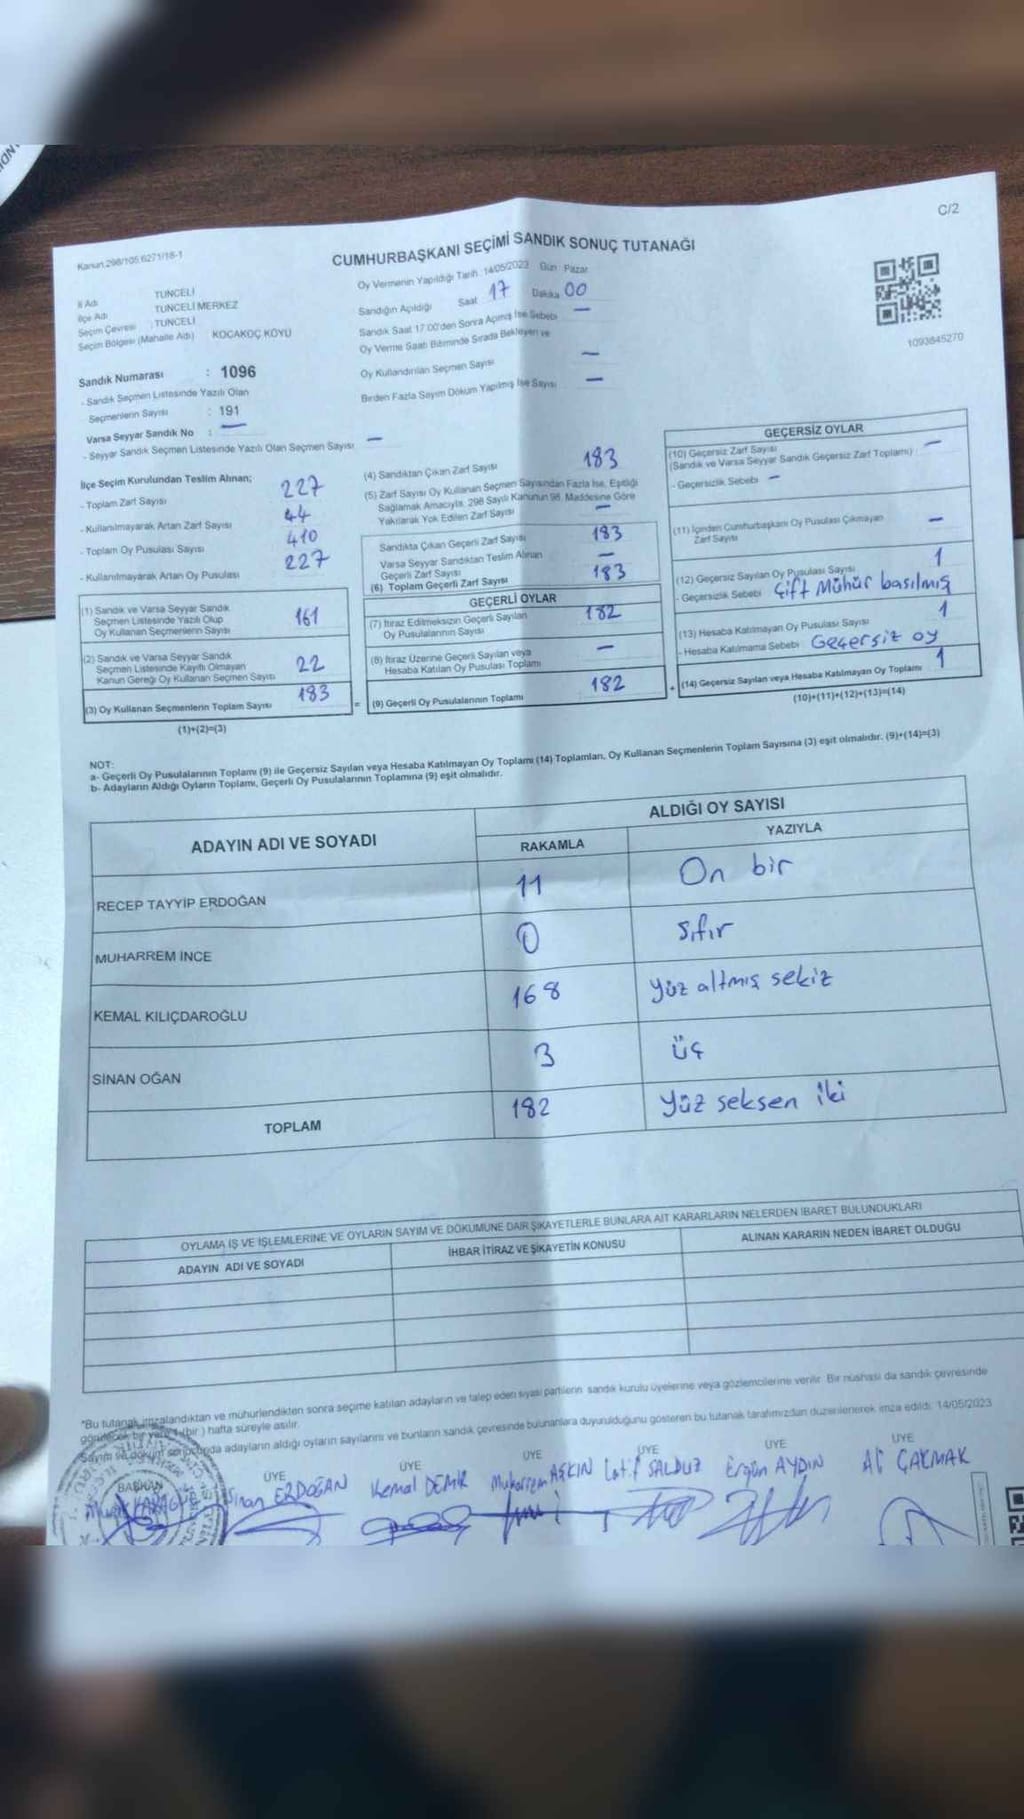 C/2
Kanun:298/105;6271/18-1
CUMHURBAŞKANI SEÇİMİ SANDIK SONUÇ TUTANAĞI
İl Adı TUNCELİ
İlçe Adı TUNCELİ MERKEZ
Seçim Çevresi : TUNCELİ
Seçim Bölgesi (Mahalle Adı) KOCAKOÇ KÖYÜ
Oy Vermenin Yapıldığı Tarih 14/05/2023 Gün Pazar
Sandığın Açıldığı Saat 17 Dakika 00
Sandık Saat 17:00'den Sonra Açılmış İse Sebebi —
Oy Verme Saati Bitiminde Sırada Bekleyen ve
Oy Kullandırılan Seçmen Sayısı —
Birden Fazla Sayım Döküm Yapılmış İse Sayısı —
1093845270
Sandık Numarası : 1096
- Sandık Seçmen Listesinde Yazılı Olan
Seçmenlerin Sayısı : 191
Varsa Seyyar Sandık No : —
- Seyyar Sandık Seçmen Listesinde Yazılı Olan Seçmen Sayısı —
İlçe Seçim Kurulundan Teslim Alınan;
- Toplam Zarf Sayısı 227
- Kullanılmayarak Artan Zarf Sayısı 44
- Toplam Oy Pusulası Sayısı 410
- Kullanılmayarak Artan Oy Pusulası 227
(1) Sandık ve Varsa Seyyar Sandık
Seçmen Listesinde Yazılı Olup
Oy Kullanan Seçmenlerin Sayısı 161
(2) Sandık ve Varsa Seyyar Sandık
Seçmen Listesinde Kayıtlı Olmayan
Kanun Gereği Oy Kullanan Seçmen Sayısı 22
(3) Oy Kullanan Seçmenlerin Toplam Sayısı 183
(1)+(2)=(3)
(4) Sandıktan Çıkan Zarf Sayısı 183
(5) Zarf Sayısı Oy Kullanan Seçmen Sayısından Fazla İse, Eşitliği
Sağlamak Amacıyla, 298 Sayılı Kanunun 98. Maddesine Göre
Yakılarak Yok Edilen Zarf Sayısı —
Sandıkta Çıkan Geçerli Zarf Sayısı 183
Varsa Seyyar Sandıktan Teslim Alınan
Geçerli Zarf Sayısı —
(6) Toplam Geçerli Zarf Sayısı 183
GEÇERLİ OYLAR
(7) İtiraz Edilmeksizin Geçerli Sayılan
Oy Pusulalarının Sayısı 182
(8) İtiraz Üzerine Geçerli Sayılan veya
Hesaba Katılan Oy Pusulası Toplamı —
= (9) Geçerli Oy Pusulalarının Toplamı 182
GEÇERSİZ OYLAR
(10) Geçersiz Zarf Sayısı
(Sandık ve Varsa Seyyar Sandık Geçersiz Zarf Toplamı) —
- Geçersizlik Sebebi —
(11) İçinden Cumhurbaşkanı Oy Pusulası Çıkmayan
Zarf Sayısı —
(12) Geçersiz Sayılan Oy Pusulası Sayısı 1
- Geçersizlik Sebebi Çift Mühür basılmış
(13) Hesaba Katılmayan Oy Pusulası Sayısı 1
- Hesaba Katılmama Sebebi Geçersiz oy
+ (14) Geçersiz Sayılan veya Hesaba Katılmayan Oy Toplamı 1
(10)+(11)+(12)+(13)=(14)
NOT:
a- Geçerli Oy Pusulalarının Toplamı (9) ile Geçersiz Sayılan veya Hesaba Katılmayan Oy Toplamı (14) Toplamları, Oy Kullanan Seçmenlerin Toplam Sayısına (3) eşit olmalıdır. (9)+(14)=(3)
b- Adayların Aldığı Oyların Toplamı, Geçerli Oy Pusulalarının Toplamına (9) eşit olmalıdır.
ADAYIN ADI VE SOYADI
ALDIĞI OY SAYISI
RAKAMLA YAZIYLA
RECEP TAYYİP ERDOĞAN 11 On bir
MUHARREM İNCE 0 sıfır
KEMAL KILIÇDAROĞLU 168 yüz altmış sekiz
SİNAN OĞAN 3 üç
TOPLAM 182 yüz seksen iki
OYLAMA İŞ VE İŞLEMLERİNE VE OYLARIN SAYIM VE DÖKÜMÜNE DAİR ŞİKAYETLERLE BUNLARA AİT KARARLARIN NELERDEN İBARET BULUNDUKLARI
ADAYIN ADI VE SOYADI İHBAR İTİRAZ VE ŞİKAYETİN KONUSU ALINAN KARARIN NEDEN İBARET OLDUĞU
"Bu tutanak imzalandıktan ve mühürlendikten sonra seçime katılan adayların ve talep eden siyasi partilerin sandık kurulu üyelerine veya gözlemcilerine verilir. Bir nüshası da sandık çevresinde
görülecek bir yere 1 (bir) hafta süreyle asılır.
Sayım ve döküm sonucunda adayların aldığı oyların sayılarını ve bunların sandık çevresinde bulunanlara duyurulduğunu gösteren bu tutanak tarafımızdan düzenlenerek imza edildi. 14/05/2023
BAŞKAN ÜYE ÜYE ÜYE ÜYE ÜYE ÜYE
Sinan ERDOĞAN Kemal DEMİR Muharrem AŞKIN Latif SALDUZ Ergün AYDIN Ali ÇAKMAK